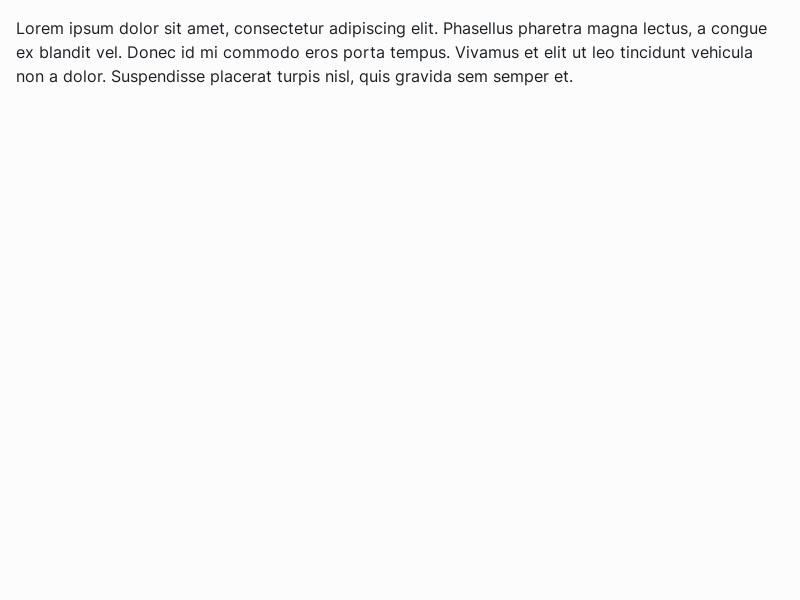 Lorem ipsum dolor sit amet, consectetur adipiscing elit. Phasellus pharetra magna lectus, a congue
ex blandit vel. Donec id mi commodo eros porta tempus. Vivamus et elit ut leo tincidunt vehicula
non a dolor. Suspendisse placerat turpis nisl, quis gravida sem semper et.